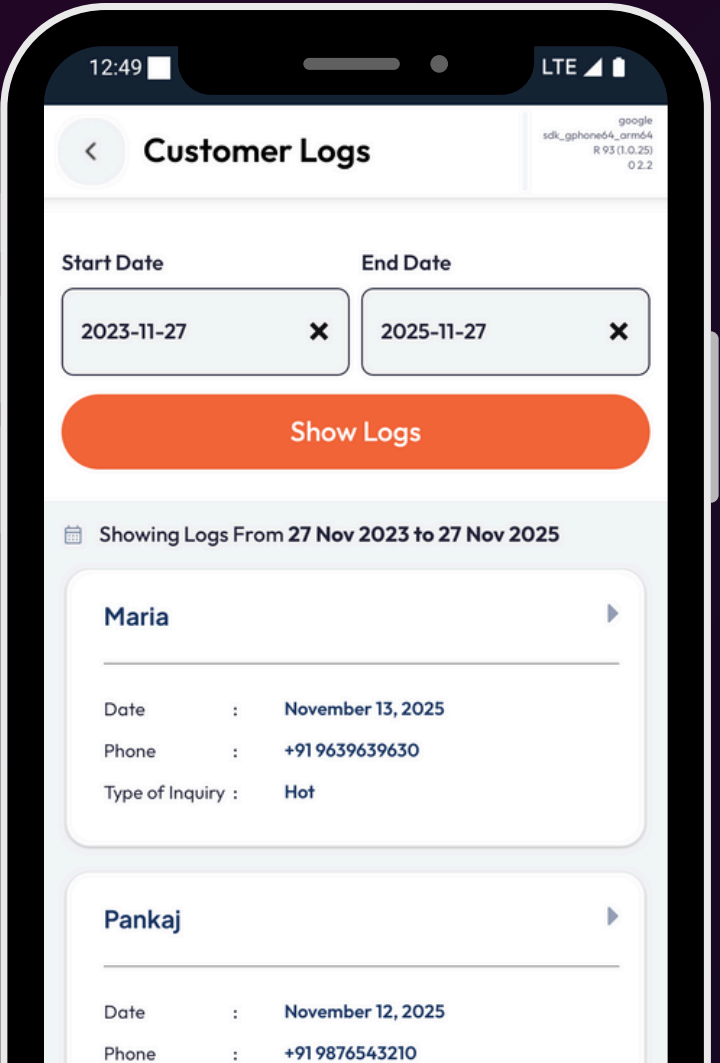 12:49 LTE
Customer Logs
google
sdk_gphone64_arm64
R 93 (1.0.25)
0 2.2
Start Date End Date
2023-11-27 2025-11-27
Show Logs
Showing Logs From 27 Nov 2023 to 27 Nov 2025
Maria
Date : November 13, 2025
Phone : +91 9639639630
Type of Inquiry : Hot
Pankaj
Date : November 12, 2025
Phone : +91 9876543210